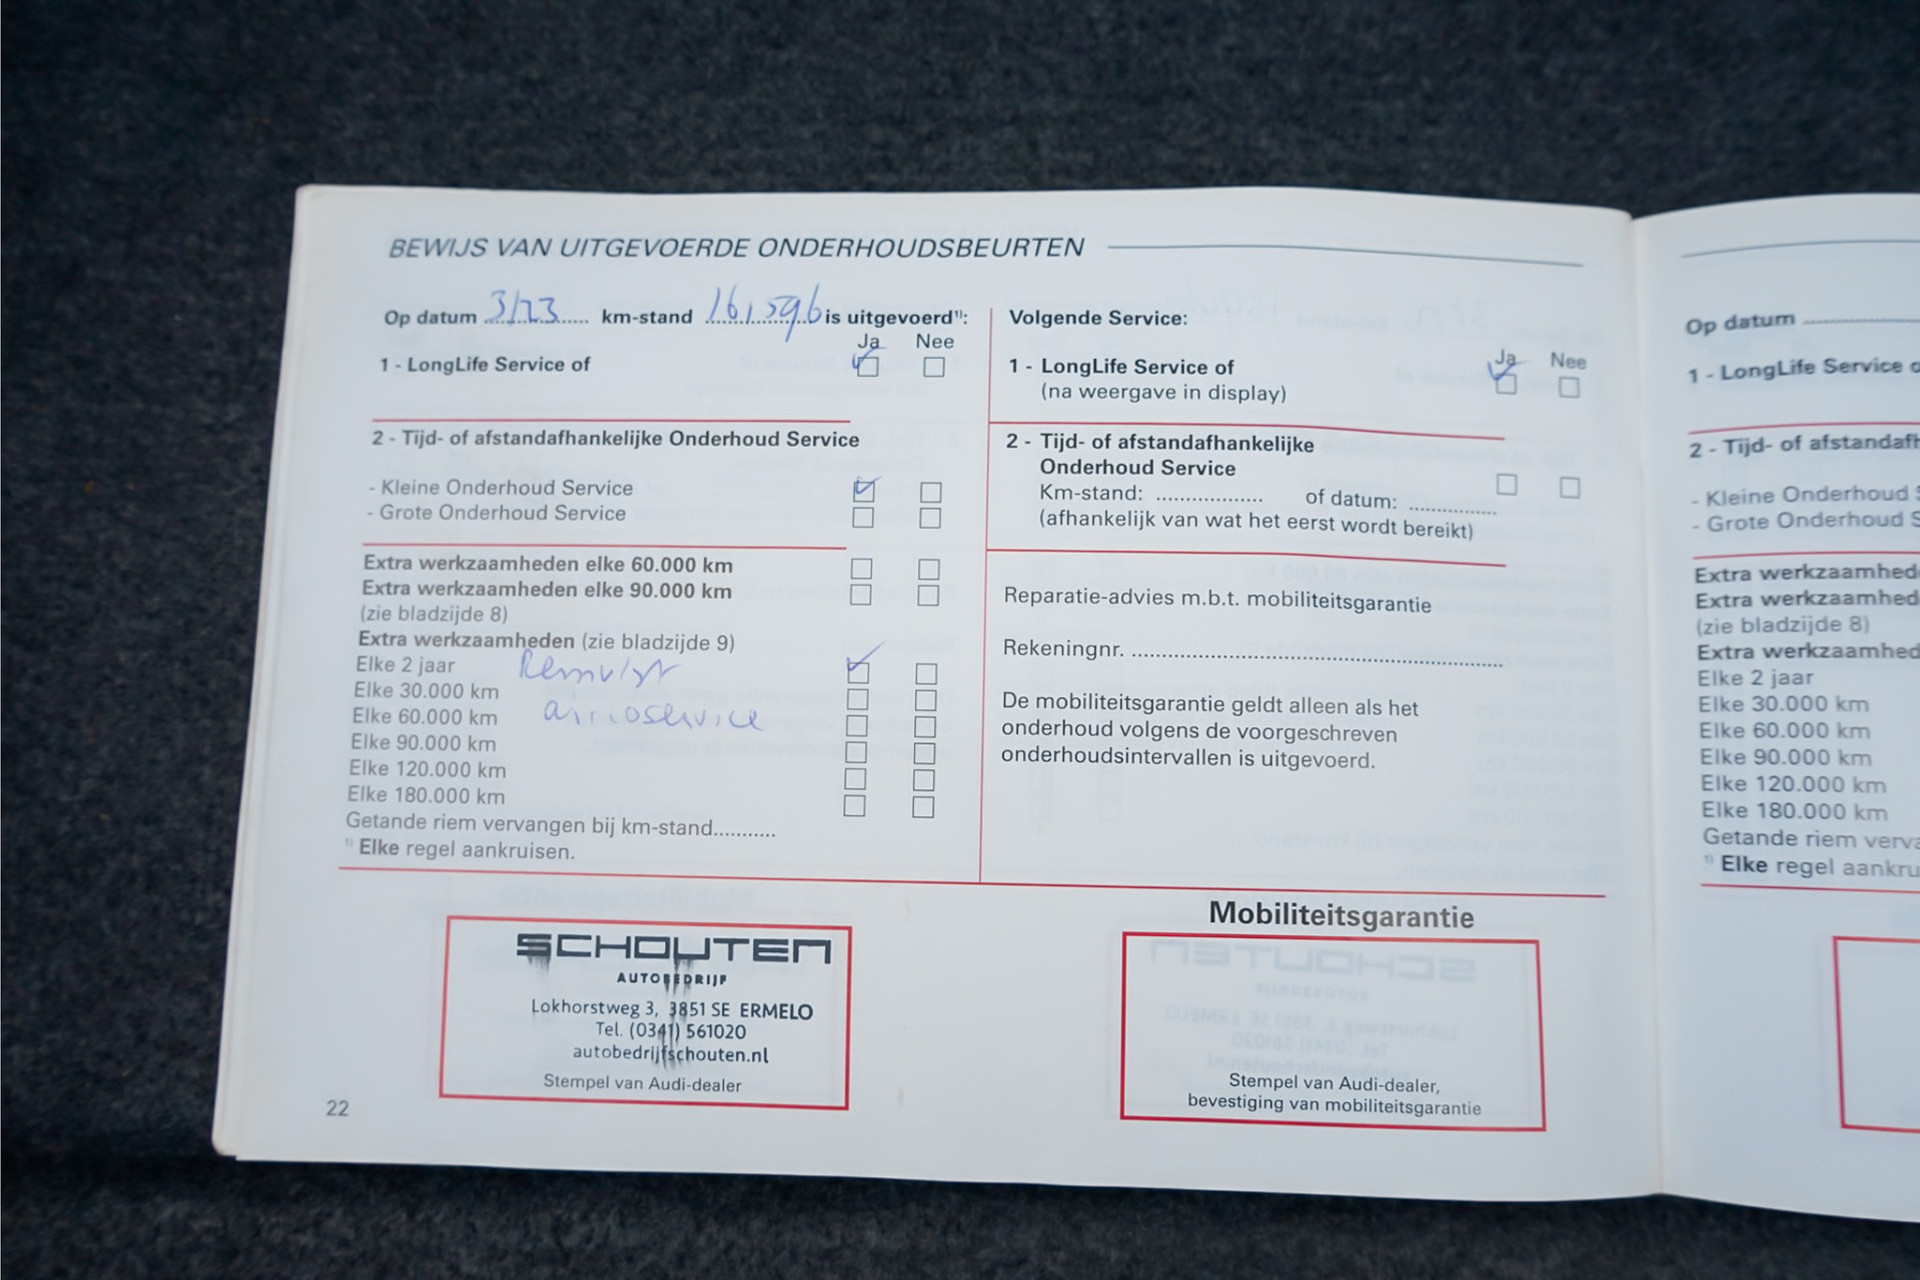 BEWIJS VAN UITGEVOERDE ONDERHOUDSBEURTEN
Op datum 3/23 km-stand 161,596 is uitgevoerd¹⁾:
Ja Nee
1 - LongLife Service of
2 - Tijd- of afstandafhankelijke Onderhoud Service
- Kleine Onderhoud Service
- Grote Onderhoud Service
Extra werkzaamheden elke 60.000 km
Extra werkzaamheden elke 90.000 km
(zie bladzijde 8)
Extra werkzaamheden (zie bladzijde 9)
Elke 2 jaar
Elke 30.000 km
Elke 60.000 km
Elke 90.000 km
Elke 120.000 km
Elke 180.000 km
Getande riem vervangen bij km-stand...........
¹⁾ Elke regel aankruisen.
Volgende Service:
Ja Nee
1 - LongLife Service of
(na weergave in display)
2 - Tijd- of afstandafhankelijke
Onderhoud Service
Km-stand: .................. of datum: ...............
(afhankelijk van wat het eerst wordt bereikt)
Reparatie-advies m.b.t. mobiliteitsgarantie
Rekeningnr. ................................................................
De mobiliteitsgarantie geldt alleen als het
onderhoud volgens de voorgeschreven
onderhoudsintervallen is uitgevoerd.
SCHOUTEN
AUTOBEDRIJF
Lokhorstweg 3, 3851 SE ERMELO
Tel. (0341) 561020
autobedrijfschouten.nl
Stempel van Audi-dealer
Mobiliteitsgarantie
Stempel van Audi-dealer,
bevestiging van mobiliteitsgarantie
22
Op datum ....................
1 - LongLife Service
2 - Tijd- of
- Kleine Onderhoud
- Grote Onderhoud
Extra
Extra
(zie bladzijde 8)
Extra
Elke 2 jaar
Elke 30.000 km
Elke 60.000 km
Elke 90.000 km
Elke 120.000 km
Elke 180.000 km
Getande riem
¹⁾ Elke regel